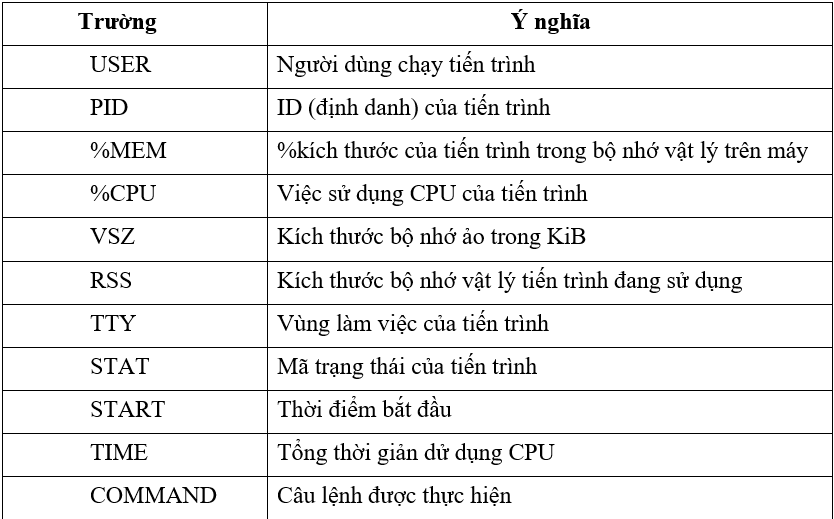 Trường Ý nghĩa
USER Người dùng chạy tiến trình
PID ID (định danh) của tiến trình
%MEM %kích thước của tiến trình trong bộ nhớ vật lý trên máy
%CPU Việc sử dụng CPU của tiến trình
VSZ Kích thước bộ nhớ ảo trong KiB
RSS Kích thước bộ nhớ vật lý tiến trình đang sử dụng
TTY Vùng làm việc của tiến trình
STAT Mã trạng thái của tiến trình
START Thời điểm bắt đầu
TIME Tổng thời giản dử dụng CPU
COMMAND Câu lệnh được thực hiện